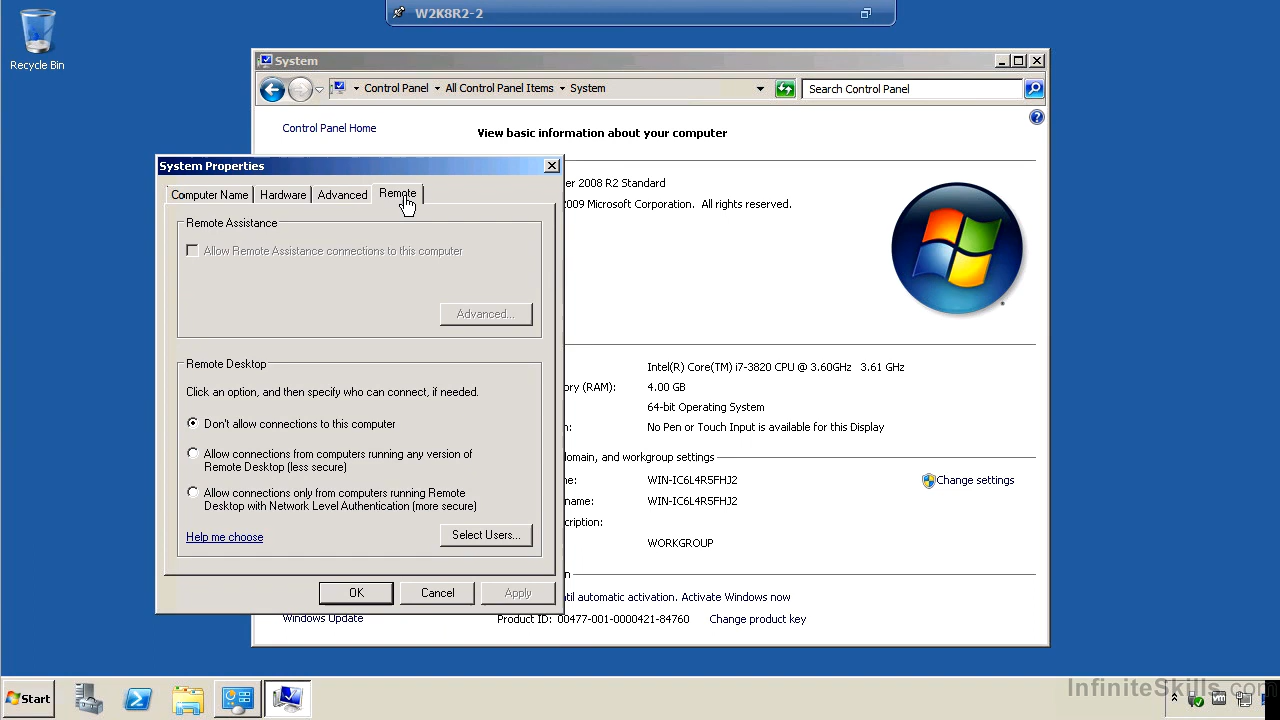 W2K8R2-2
Recycle Bin
System
Control Panel All Control Panel Items System
Search Control Panel
Control Panel Home
View basic information about your computer
System Properties
Computer Name Hardware Advanced Remote
er 2008 R2 Standard
2009 Microsoft Corporation. All rights reserved.
Remote Assistance
Allow Remote Assistance connections to this computer
Advanced...
Remote Desktop
Click an option, and then specify who can connect, if needed.
Don't allow connections to this computer
Allow connections from computers running any version of
Remote Desktop (less secure)
Allow connections only from computers running Remote
Desktop with Network Level Authentication (more secure)
Help me choose
Select Users...
OK Cancel Apply
Intel(R) Core(TM) i7-3820 CPU @ 3.60GHz 3.61 GHz
ory (RAM): 4.00 GB
64-bit Operating System
n: No Pen or Touch Input is available for this Display
domain, and workgroup settings
me: WIN-IC6L4R5FHJ2
Change settings
name: WIN-IC6L4R5FHJ2
cription:
WORKGROUP
n
til automatic activation. Activate Windows now
Windows Update
Product ID: 00477-001-0000421-84760 Change product key
Start
InfiniteSkills.com